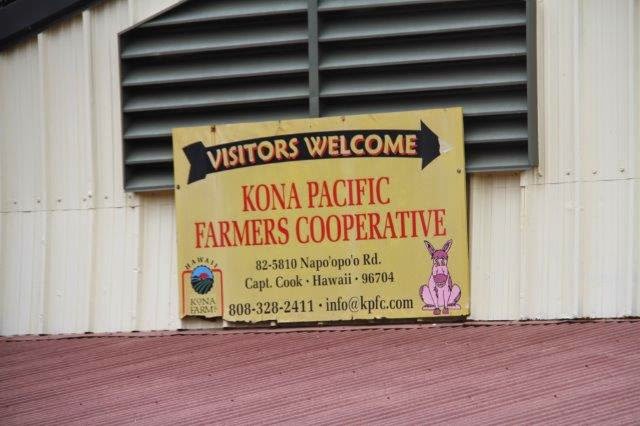 VISITORS WELCOME
KONA PACIFIC
FARMERS COOPERATIVE
82-5810 Napo'opo'o Rd.
Capt. Cook · Hawaii · 96704
808-328-2411 · info@kpfc.com
HAWAII
KONA
FARMS